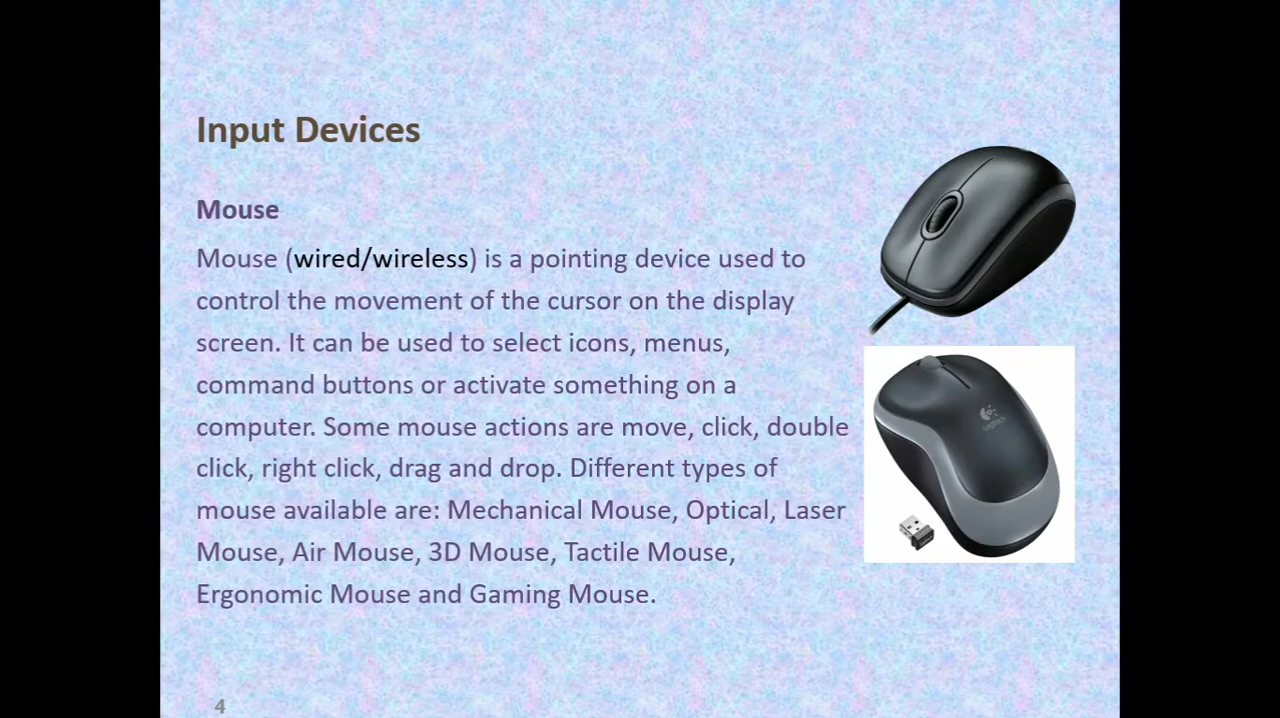 Input Devices
Mouse
Mouse (wired/wireless) is a pointing device used to
control the movement of the cursor on the display
screen. It can be used to select icons, menus,
command buttons or activate something on a
computer. Some mouse actions are move, click, double
click, right click, drag and drop. Different types of
mouse available are: Mechanical Mouse, Optical, Laser
Mouse, Air Mouse, 3D Mouse, Tactile Mouse,
Ergonomic Mouse and Gaming Mouse.
Logitech
4